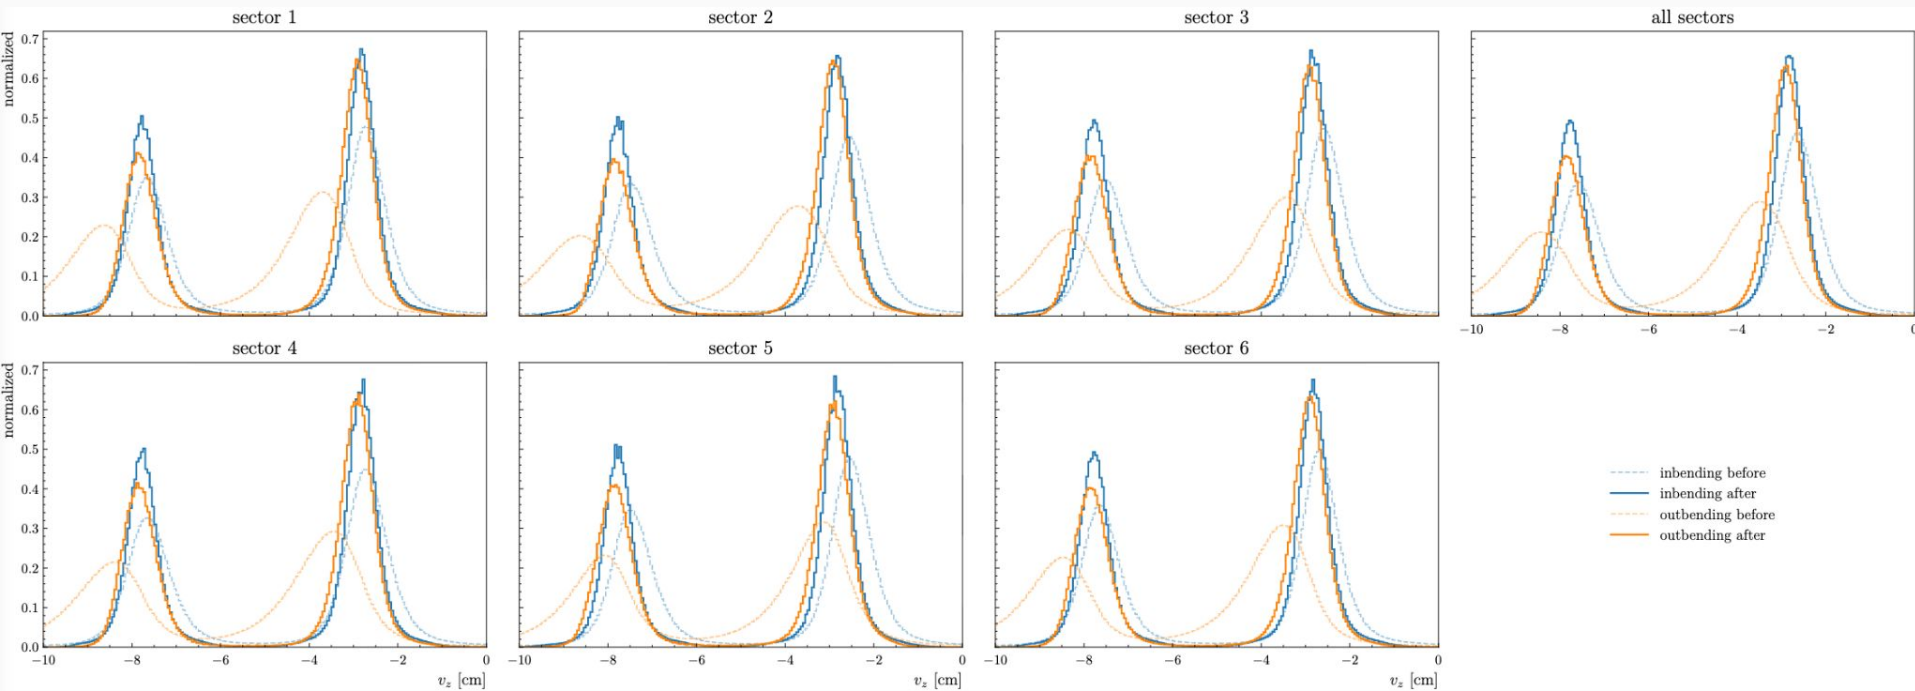 sector 1
sector 2
sector 3
all sectors
normalized
0.7
0.6
0.5
0.4
0.3
0.2
0.1
0.0
−10 −8 −6 −4 −2 0
sector 4
sector 5
sector 6
normalized
0.7
0.6
0.5
0.4
0.3
0.2
0.1
0.0
−10 −8 −6 −4 −2 0
v_z [cm]
−10 −8 −6 −4 −2 0
v_z [cm]
−10 −8 −6 −4 −2 0
v_z [cm]
inbending before
inbending after
outbending before
outbending after